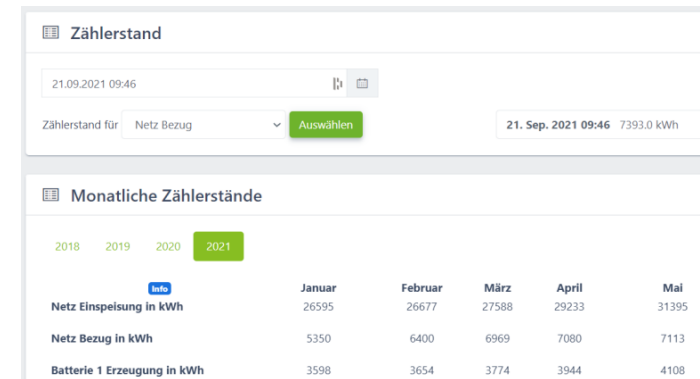 Zählerstand
21.09.2021 09:46
Zählerstand für Netz Bezug Auswählen 21. Sep. 2021 09:46 7393.0 kWh
Monatliche Zählerstände
2018 2019 2020 2021
Info Januar Februar März April Mai
Netz Einspeisung in kWh 26595 26677 27588 29233 31395
Netz Bezug in kWh 5350 6400 6969 7080 7113
Batterie 1 Erzeugung in kWh 3598 3654 3774 3944 4108